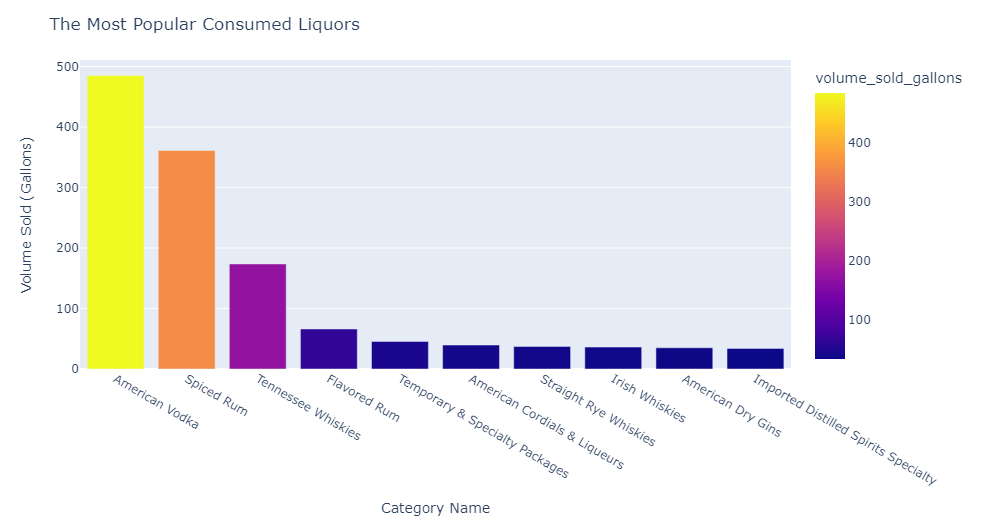 The Most Popular Consumed Liquors
Volume Sold (Gallons)
500
400
300
200
100
0
American Vodka
Spiced Rum
Tennessee Whiskies
Flavored Rum
Temporary & Specialty Packages
American Cordials & Liqueurs
Straight Rye Whiskies
Irish Whiskies
American Dry Gins
Imported Distilled Spirits Specialty
Category Name
volume_sold_gallons
400
300
200
100